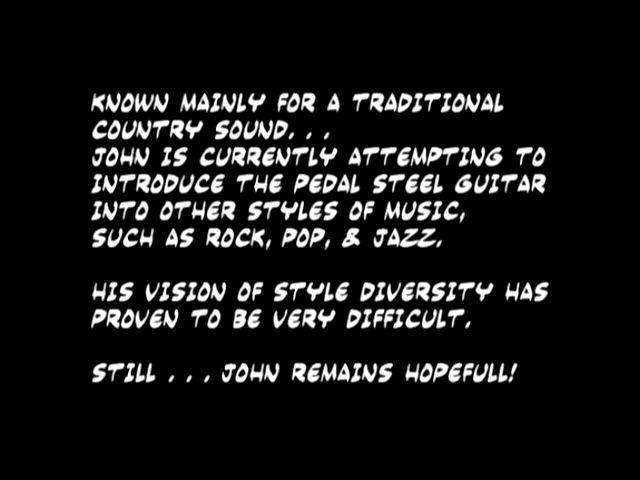 KNOWN MAINLY FOR A TRADITIONAL
COUNTRY SOUND. . .
JOHN IS CURRENTLY ATTEMPTING TO
INTRODUCE THE PEDAL STEEL GUITAR
INTO OTHER STYLES OF MUSIC,
SUCH AS ROCK, POP, & JAZZ.
HIS VISION OF STYLE DIVERSITY HAS
PROVEN TO BE VERY DIFFICULT.
STILL . . . JOHN REMAINS HOPEFULL!